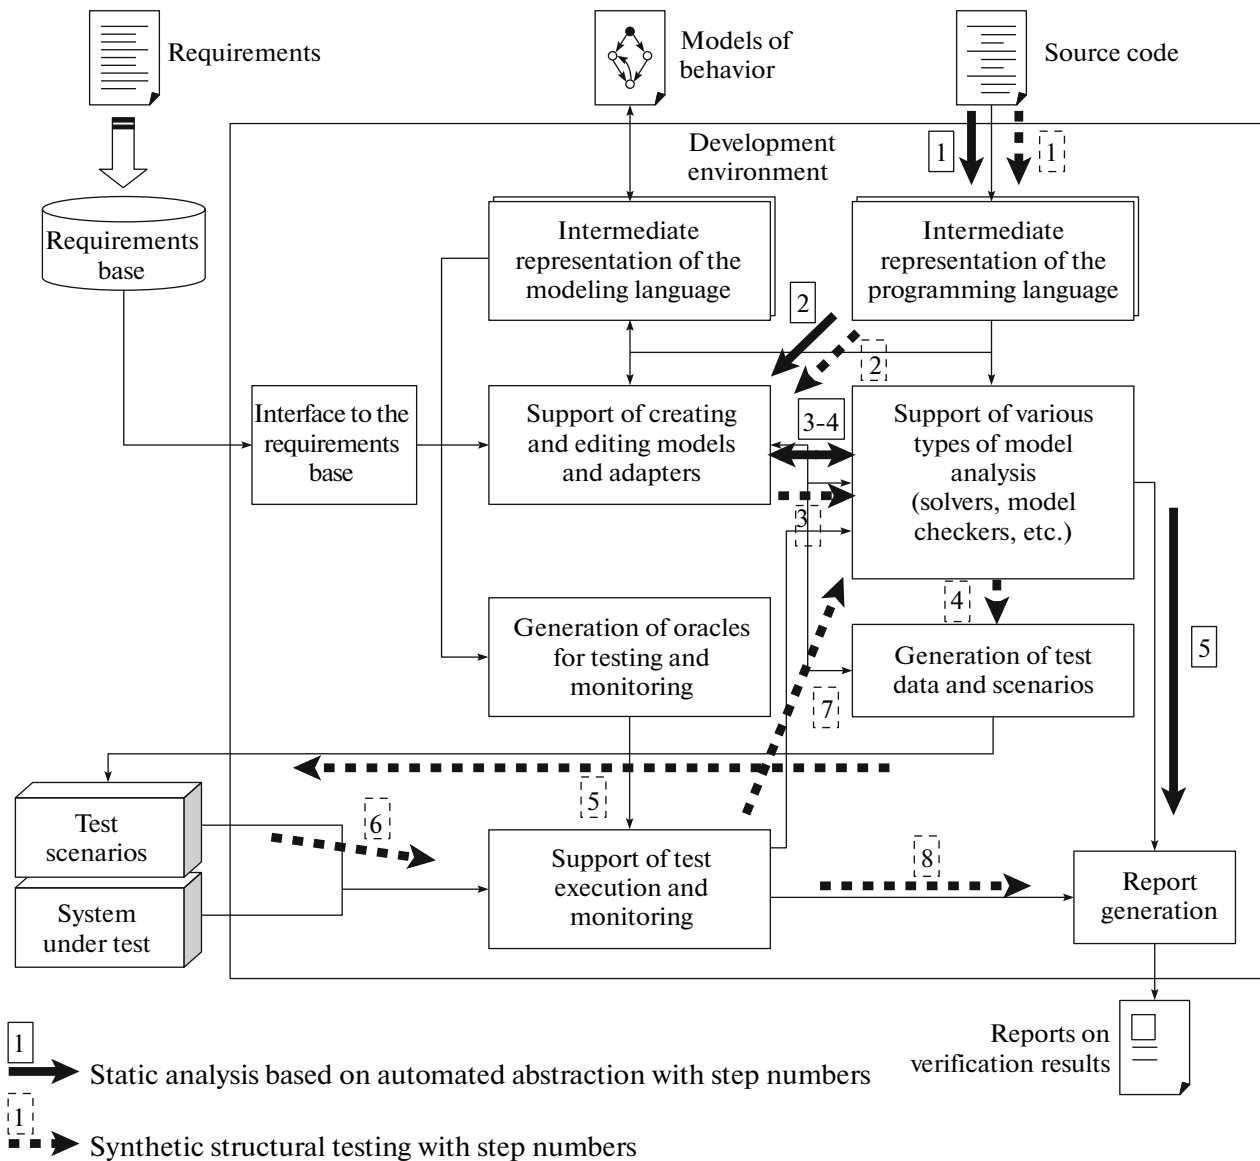 Requirements
Models of
behavior
Source code
Development
environment
1
1
Requirements
base
Intermediate
representation of the
modeling language
Intermediate
representation of the
programming language
2
2
Interface to the
requirements
base
Support of creating
and editing models
and adapters
3-4
3
Support of various
types of model
analysis
(solvers, model
checkers, etc.)
4
Generation of oracles
for testing and
monitoring
Generation of test
data and scenarios
5
7
5
6
Test
scenarios
System
under test
Support of test
execution and
monitoring
8
Report
generation
Reports on
verification results
1
Static analysis based on automated abstraction with step numbers
1
Synthetic structural testing with step numbers